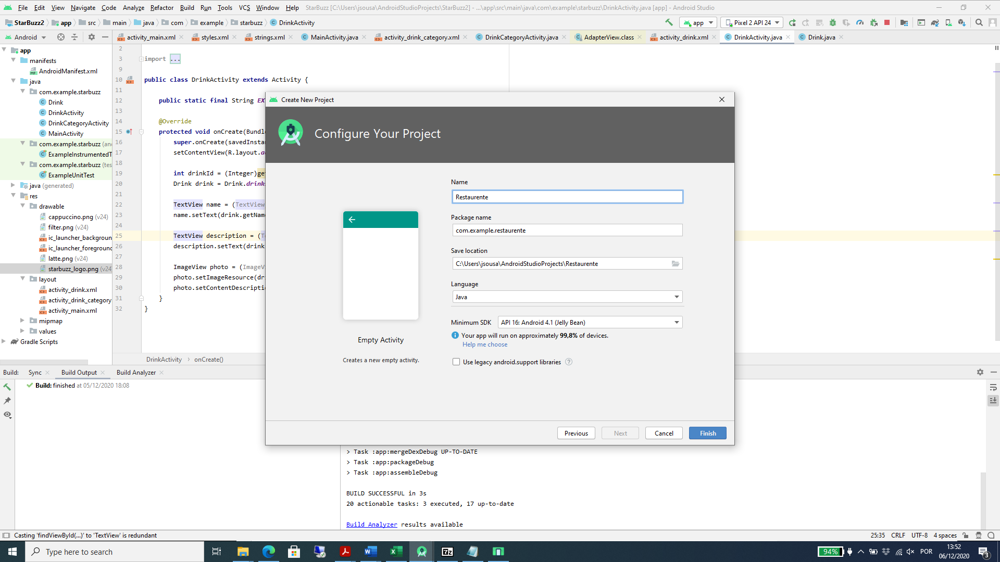 File Edit View Navigate Code Analyze Refactor Build Run Tools VCS Window Help StarBuzz [C:\Users\jsousa\AndroidStudioProjects\StarBuzz2] - ...\app\src\main\java\com\example\starbuzz\DrinkActivity.java [app] - Android Studio
StarBuzz2 app src main java com example starbuzz DrinkActivity app Pixel 2 API 24
Android activity_main.xml styles.xml strings.xml MainActivity.java activity_drink_category.xml DrinkCategoryActivity.java AdapterView.class activity_drink.xml DrinkActivity.java Drink.java
app
manifests
AndroidManifest.xml
java
com.example.starbuzz
Drink
DrinkActivity
DrinkCategoryActivity
MainActivity
com.example.starbuzz (an
ExampleInstrumentedT
com.example.starbuzz (tes
ExampleUnitTest
java (generated)
res
drawable
cappuccino.png (v24)
filter.png (v24)
ic_launcher_backgroun
ic_launcher_foreground
latte.png (v24)
starbuzz_logo.png (v24
layout
activity_drink.xml
activity_drink_category
activity_main.xml
mipmap
values
Gradle Scripts
2
3 import ...
9
10 public class DrinkActivity extends Activity {
11
12 public static final String EX
13
14 @Override
15 protected void onCreate(Bundl
16 super.onCreate(savedInsta
17 setContentView(R.layout.a
18
19 int drinkId = (Integer)ge
20 Drink drink = Drink.drink
21
22 TextView name = (TextView
23 name.setText(drink.getNam
24
25 TextView description = (T
26 description.setText(drink
27
28 ImageView photo = (ImageV
29 photo.setImageResource(dr
30 photo.setContentDescripti
31 }
32 }
DrinkActivity onCreate()
Create New Project
Configure Your Project
Empty Activity
Creates a new empty activity.
Name
Restaurente
Package name
com.example.restaurente
Save location
C:\Users\jsousa\AndroidStudioProjects\Restaurente
Language
Java
Minimum SDK API 16: Android 4.1 (Jelly Bean)
Your app will run on approximately 99,8% of devices.
Help me choose
Use legacy android.support libraries ?
Previous Next Cancel Finish
Build: Sync Build Output Build Analyzer
Build: finished at 05/12/2020 18:08
> Task :app:mergeDexDebug UP-TO-DATE
> Task :app:packageDebug
> Task :app:assembleDebug
BUILD SUCCESSFUL in 3s
20 actionable tasks: 3 executed, 17 up-to-date
Build Analyzer results available
Casting 'findViewById(...)' to 'TextView' is redundant 25:35 CRLF UTF-8 4 spaces
Type here to search 94% POR 13:52
06/12/2020 3